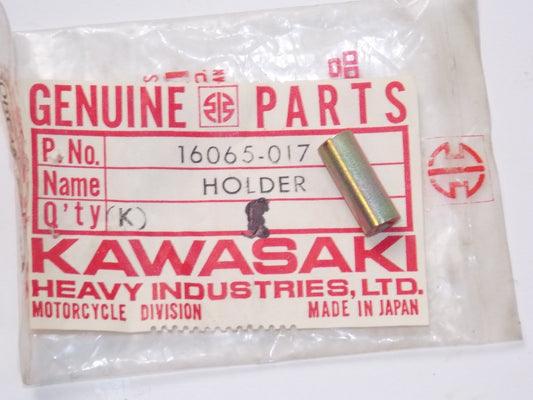 GENUINE PARTS
P. No. 16065-017
Name HOLDER
Q'ty (K)
KAWASAKI
HEAVY INDUSTRIES, LTD.
MOTORCYCLE DIVISION MADE IN JAPAN